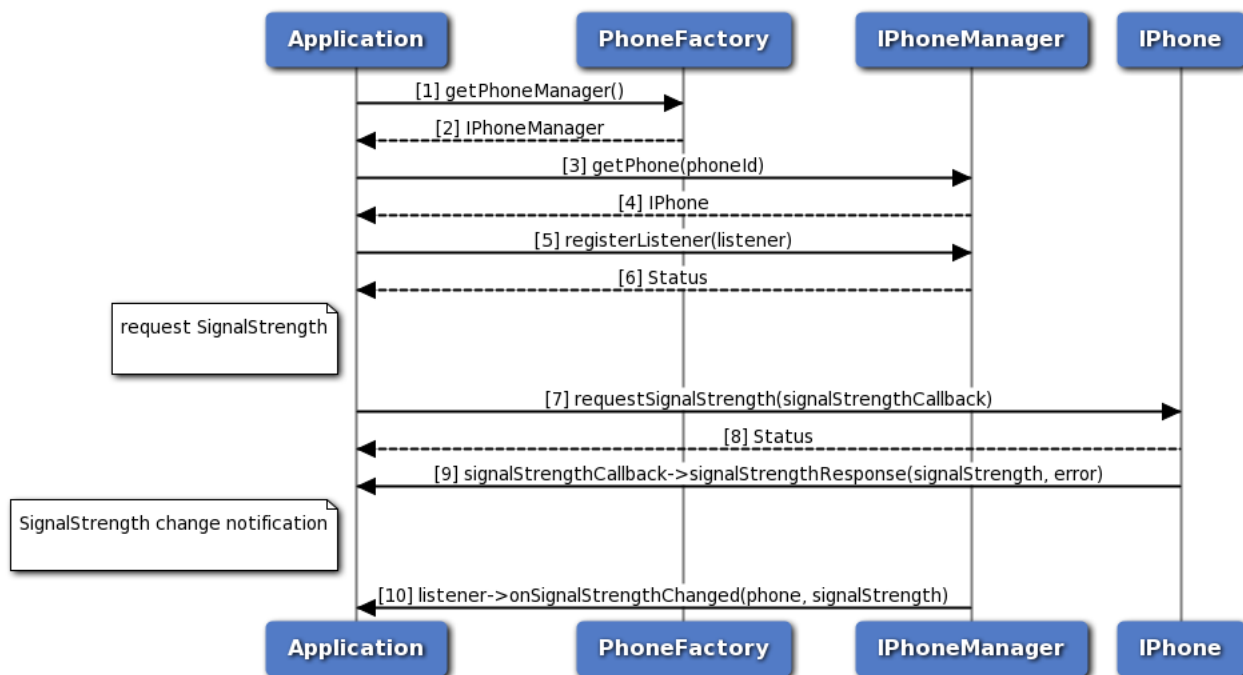 Application
PhoneFactory
IPhoneManager
IPhone
[1] getPhoneManager()
[2] IPhoneManager
[3] getPhone(phoneId)
[4] IPhone
[5] registerListener(listener)
[6] Status
request SignalStrength
[7] requestSignalStrength(signalStrengthCallback)
[8] Status
[9] signalStrengthCallback->signalStrengthResponse(signalStrength, error)
SignalStrength change notification
[10] listener->onSignalStrengthChanged(phone, signalStrength)
Application
PhoneFactory
IPhoneManager
IPhone